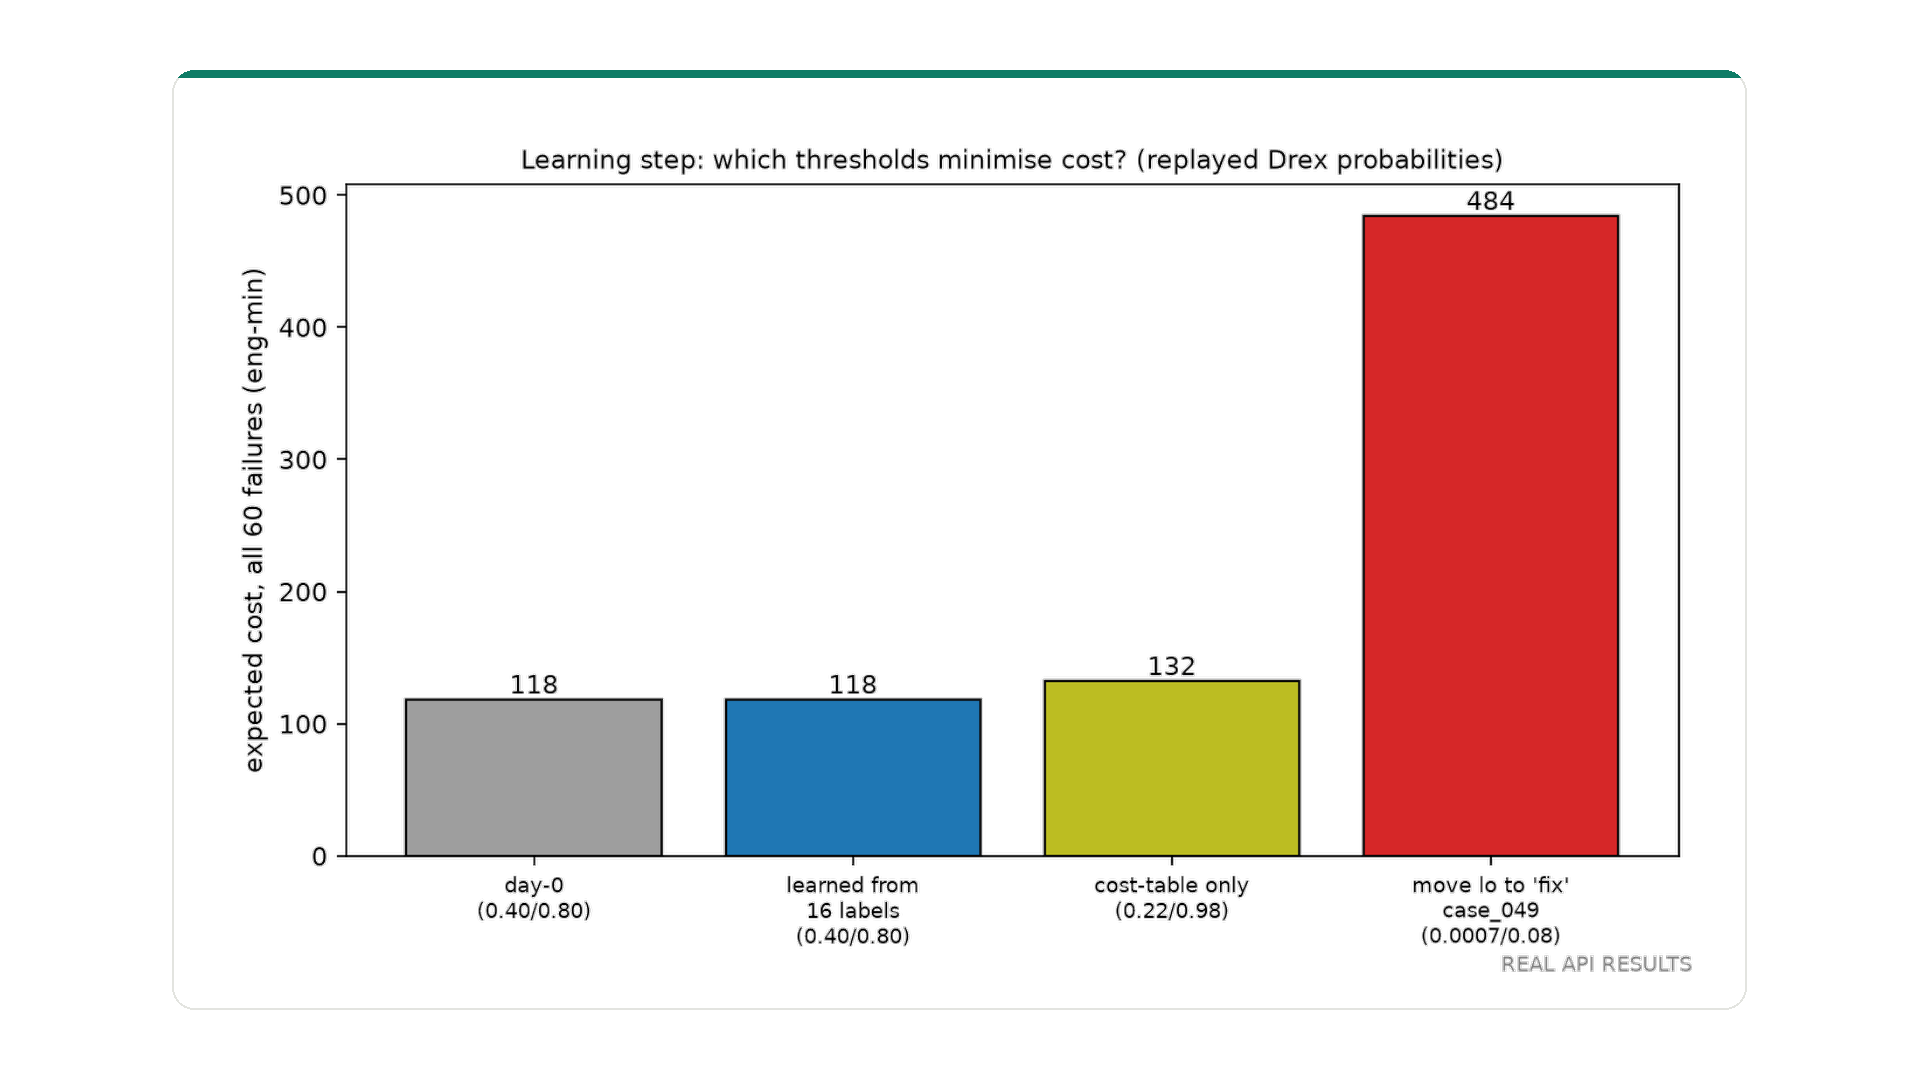 Learning step: which thresholds minimise cost? (replayed Drex probabilities)
expected cost, all 60 failures (eng-min)
500
400
300
200
100
0
118
118
132
484
day-0
(0.40/0.80)
learned from
16 labels
(0.40/0.80)
cost-table only
(0.22/0.98)
move lo to 'fix'
case_049
(0.0007/0.08)
REAL API RESULTS